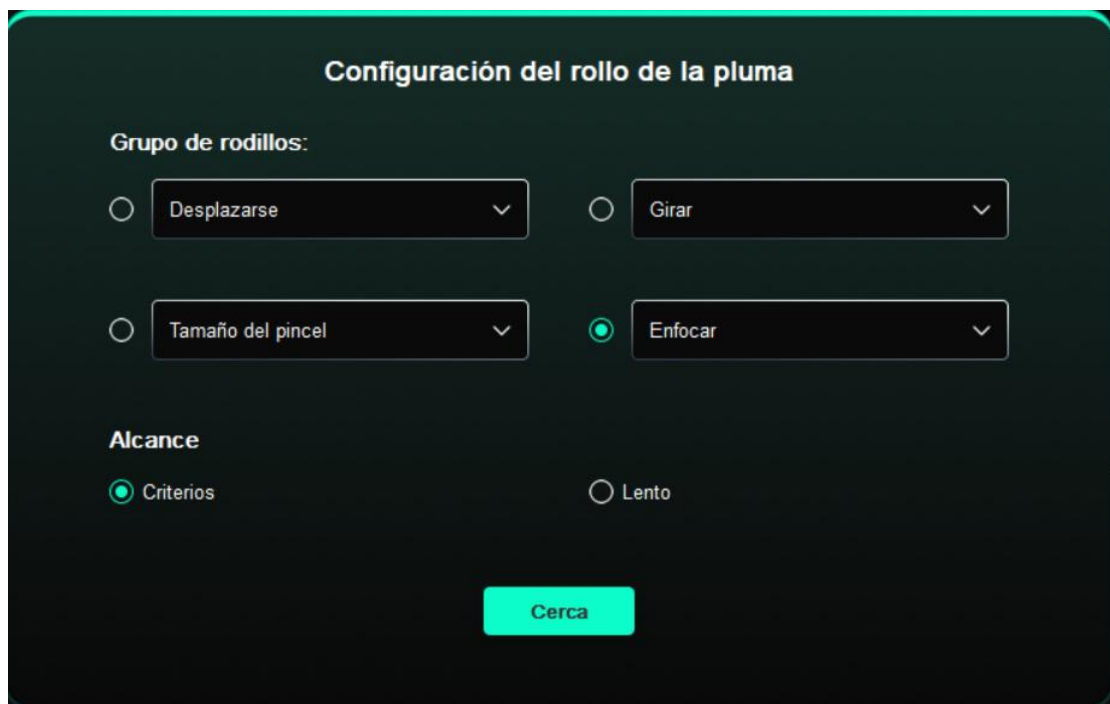 Configuración del rollo de la pluma
Grupo de rodillos:
Desplazarse
Girar
Tamaño del pincel
Enfocar
Alcance
Criterios
Lento
Cerca